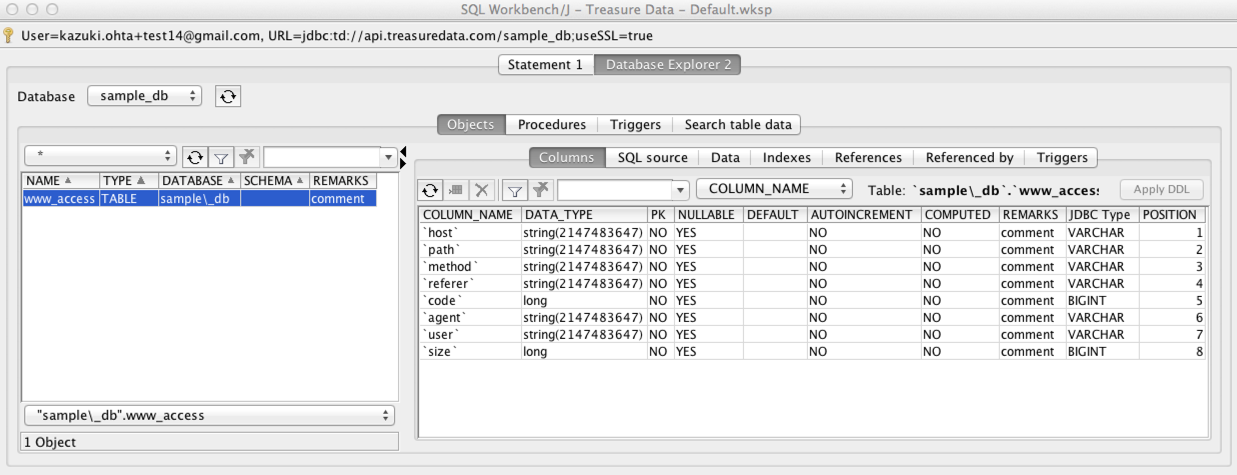 SQL Workbench/J - Treasure Data - Default.wksp
User=kazuki.ohta+test14@gmail.com, URL=jdbc:td://api.treasuredata.com/sample_db;useSSL=true
Statement 1 Database Explorer 2
Database sample_db
Objects Procedures Triggers Search table data
*
Columns SQL source Data Indexes References Referenced by Triggers
NAME TYPE DATABASE SCHEMA REMARKS
www_access TABLE sample\_db comment
COLUMN_NAME Table: `sample\_db`.`www_acces Apply DDL
COLUMN_NAME DATA_TYPE PK NULLABLE DEFAULT AUTOINCREMENT COMPUTED REMARKS JDBC Type POSITION
`host` string(2147483647) NO YES NO NO comment VARCHAR 1
`path` string(2147483647) NO YES NO NO comment VARCHAR 2
`method` string(2147483647) NO YES NO NO comment VARCHAR 3
`referer` string(2147483647) NO YES NO NO comment VARCHAR 4
`code` long NO YES NO NO comment BIGINT 5
`agent` string(2147483647) NO YES NO NO comment VARCHAR 6
`user` string(2147483647) NO YES NO NO comment VARCHAR 7
`size` long NO YES NO NO comment BIGINT 8
"sample\_db".www_access
1 Object